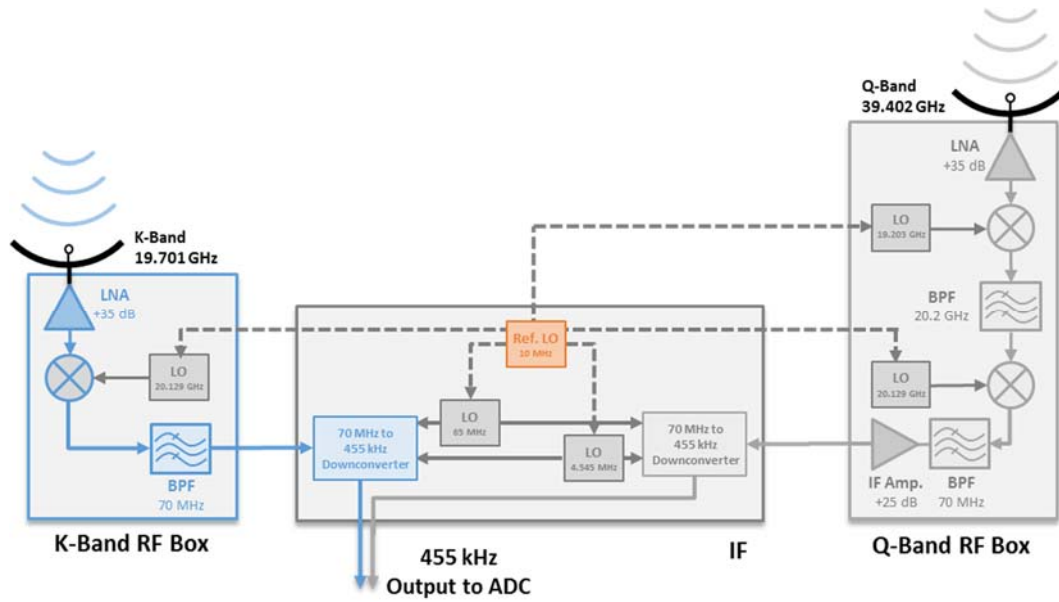 K-Band
19.701 GHz
LNA
+35 dB
LO
20.129 GHz
BPF
70 MHz
K-Band RF Box
Ref. LO
10 MHz
LO
65 MHz
LO
4.545 MHz
70 MHz to
455 kHz
Downconverter
70 MHz to
455 kHz
Downconverter
IF
455 kHz
Output to ADC
Q-Band
39.402 GHz
LNA
+35 dB
LO
19.203 GHz
BPF
20.2 GHz
LO
20.129 GHz
IF Amp.
+25 dB
BPF
70 MHz
Q-Band RF Box